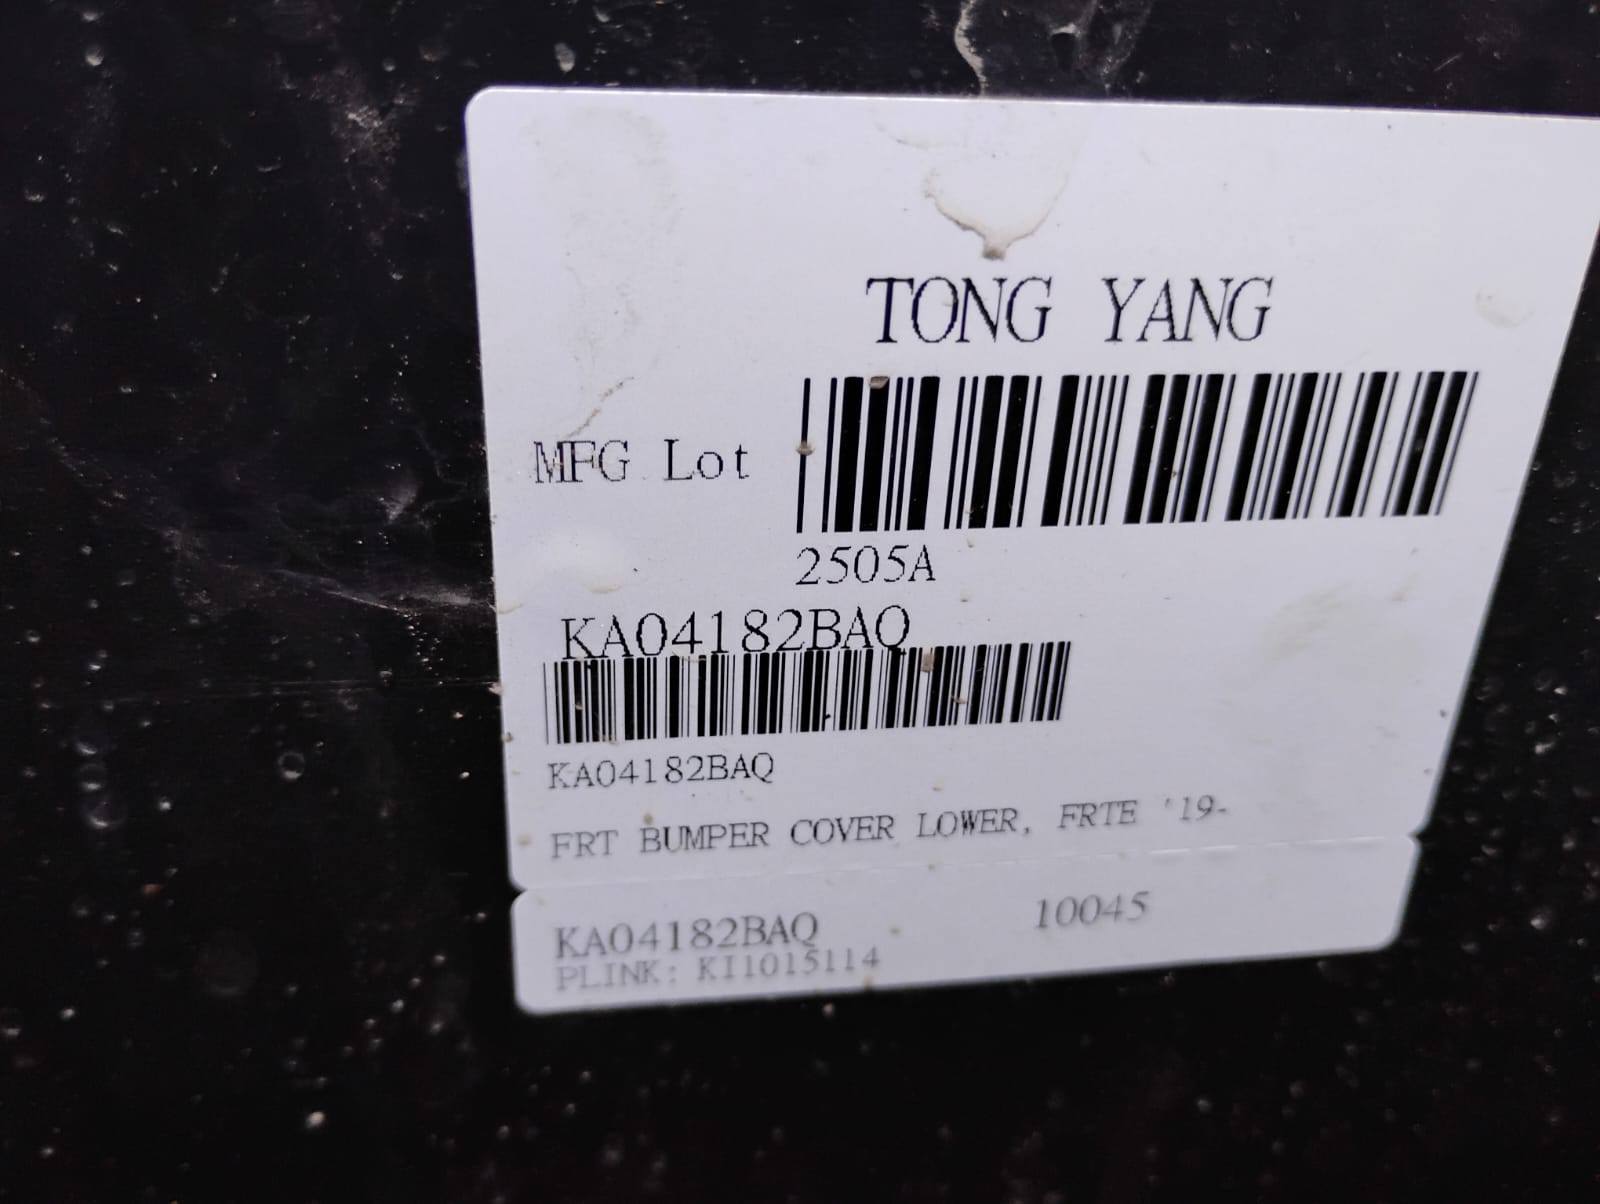 TONG YANG
MFG Lot
2505A
KA04182BAQ
KA04182BAQ
FRT BUMPER COVER LOWER, FRTE '19-
KA04182BAQ 10045
PLINK: KI1015114